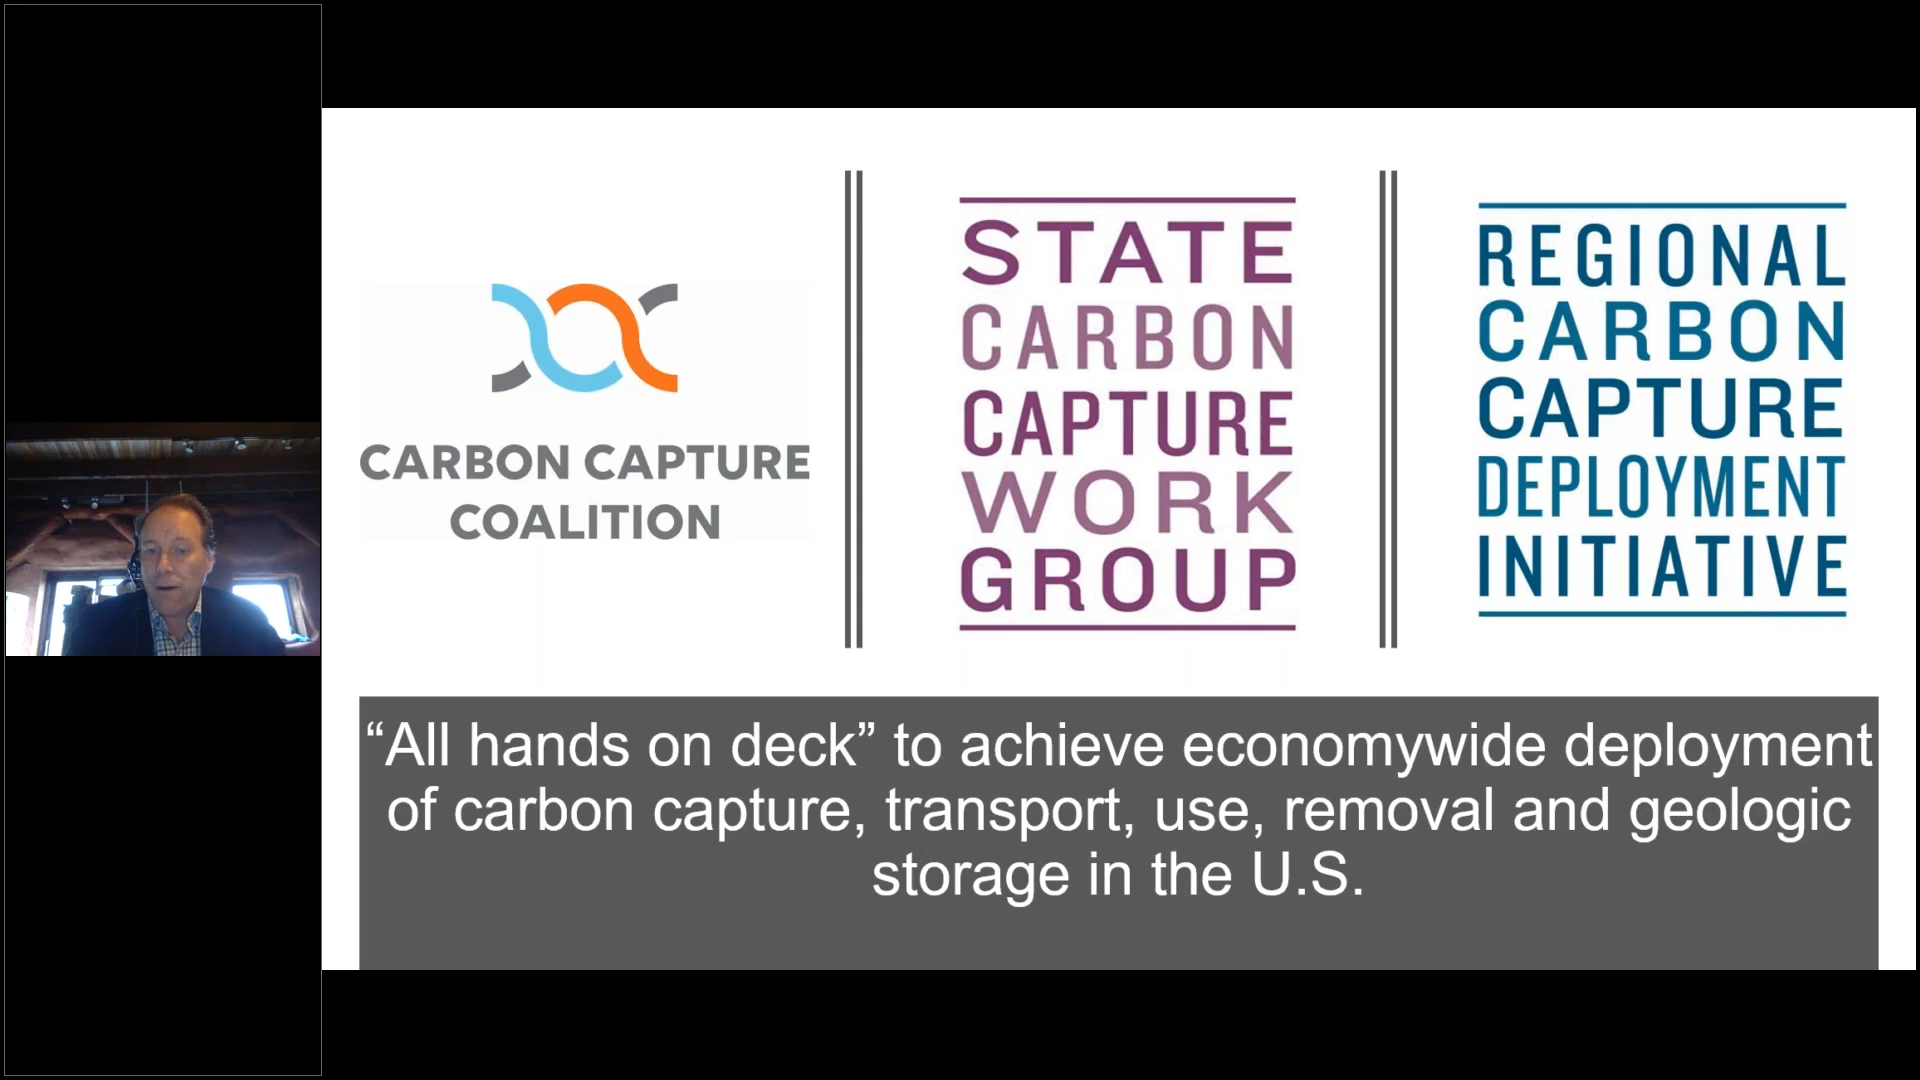 CARBON CAPTURE
COALITION
STATE
CARBON
CAPTURE
WORK
GROUP
REGIONAL
CARBON
CAPTURE
DEPLOYMENT
INITIATIVE
“All hands on deck” to achieve economywide deployment
of carbon capture, transport, use, removal and geologic
storage in the U.S.